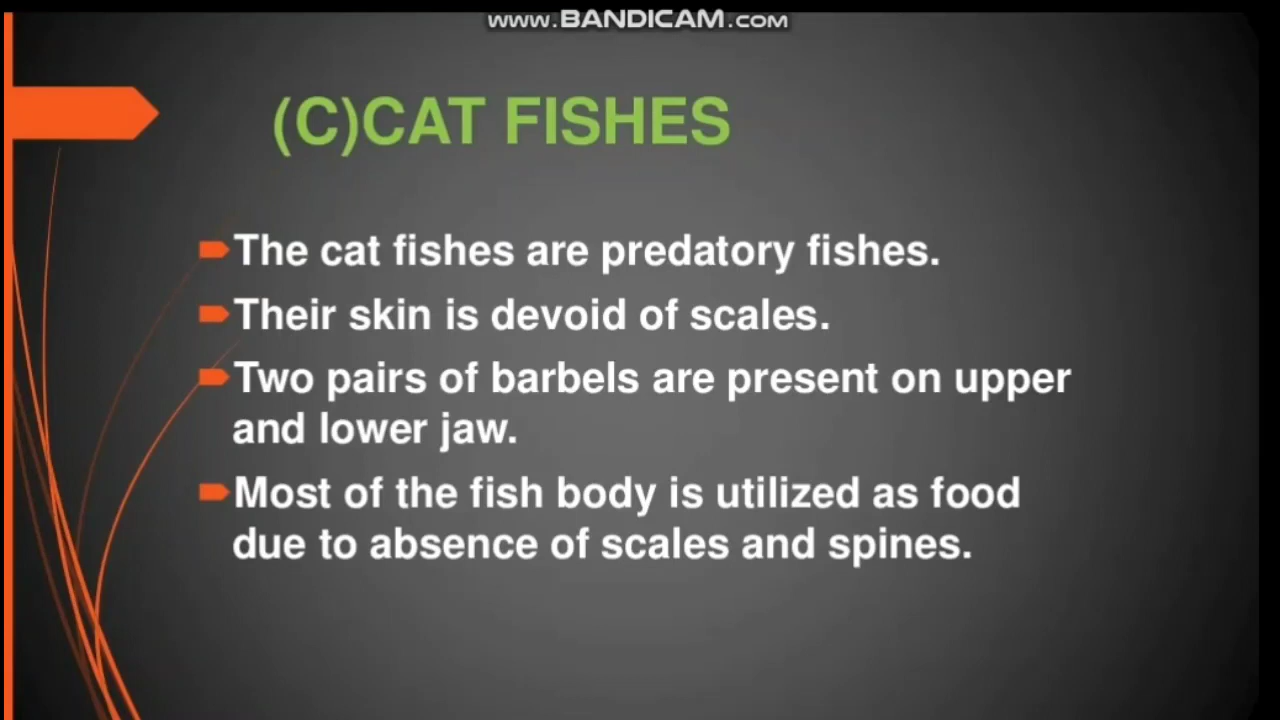 www.BANDICAM.com
(C)CAT FISHES
The cat fishes are predatory fishes.
Their skin is devoid of scales.
Two pairs of barbels are present on upper
and lower jaw.
Most of the fish body is utilized as food
due to absence of scales and spines.